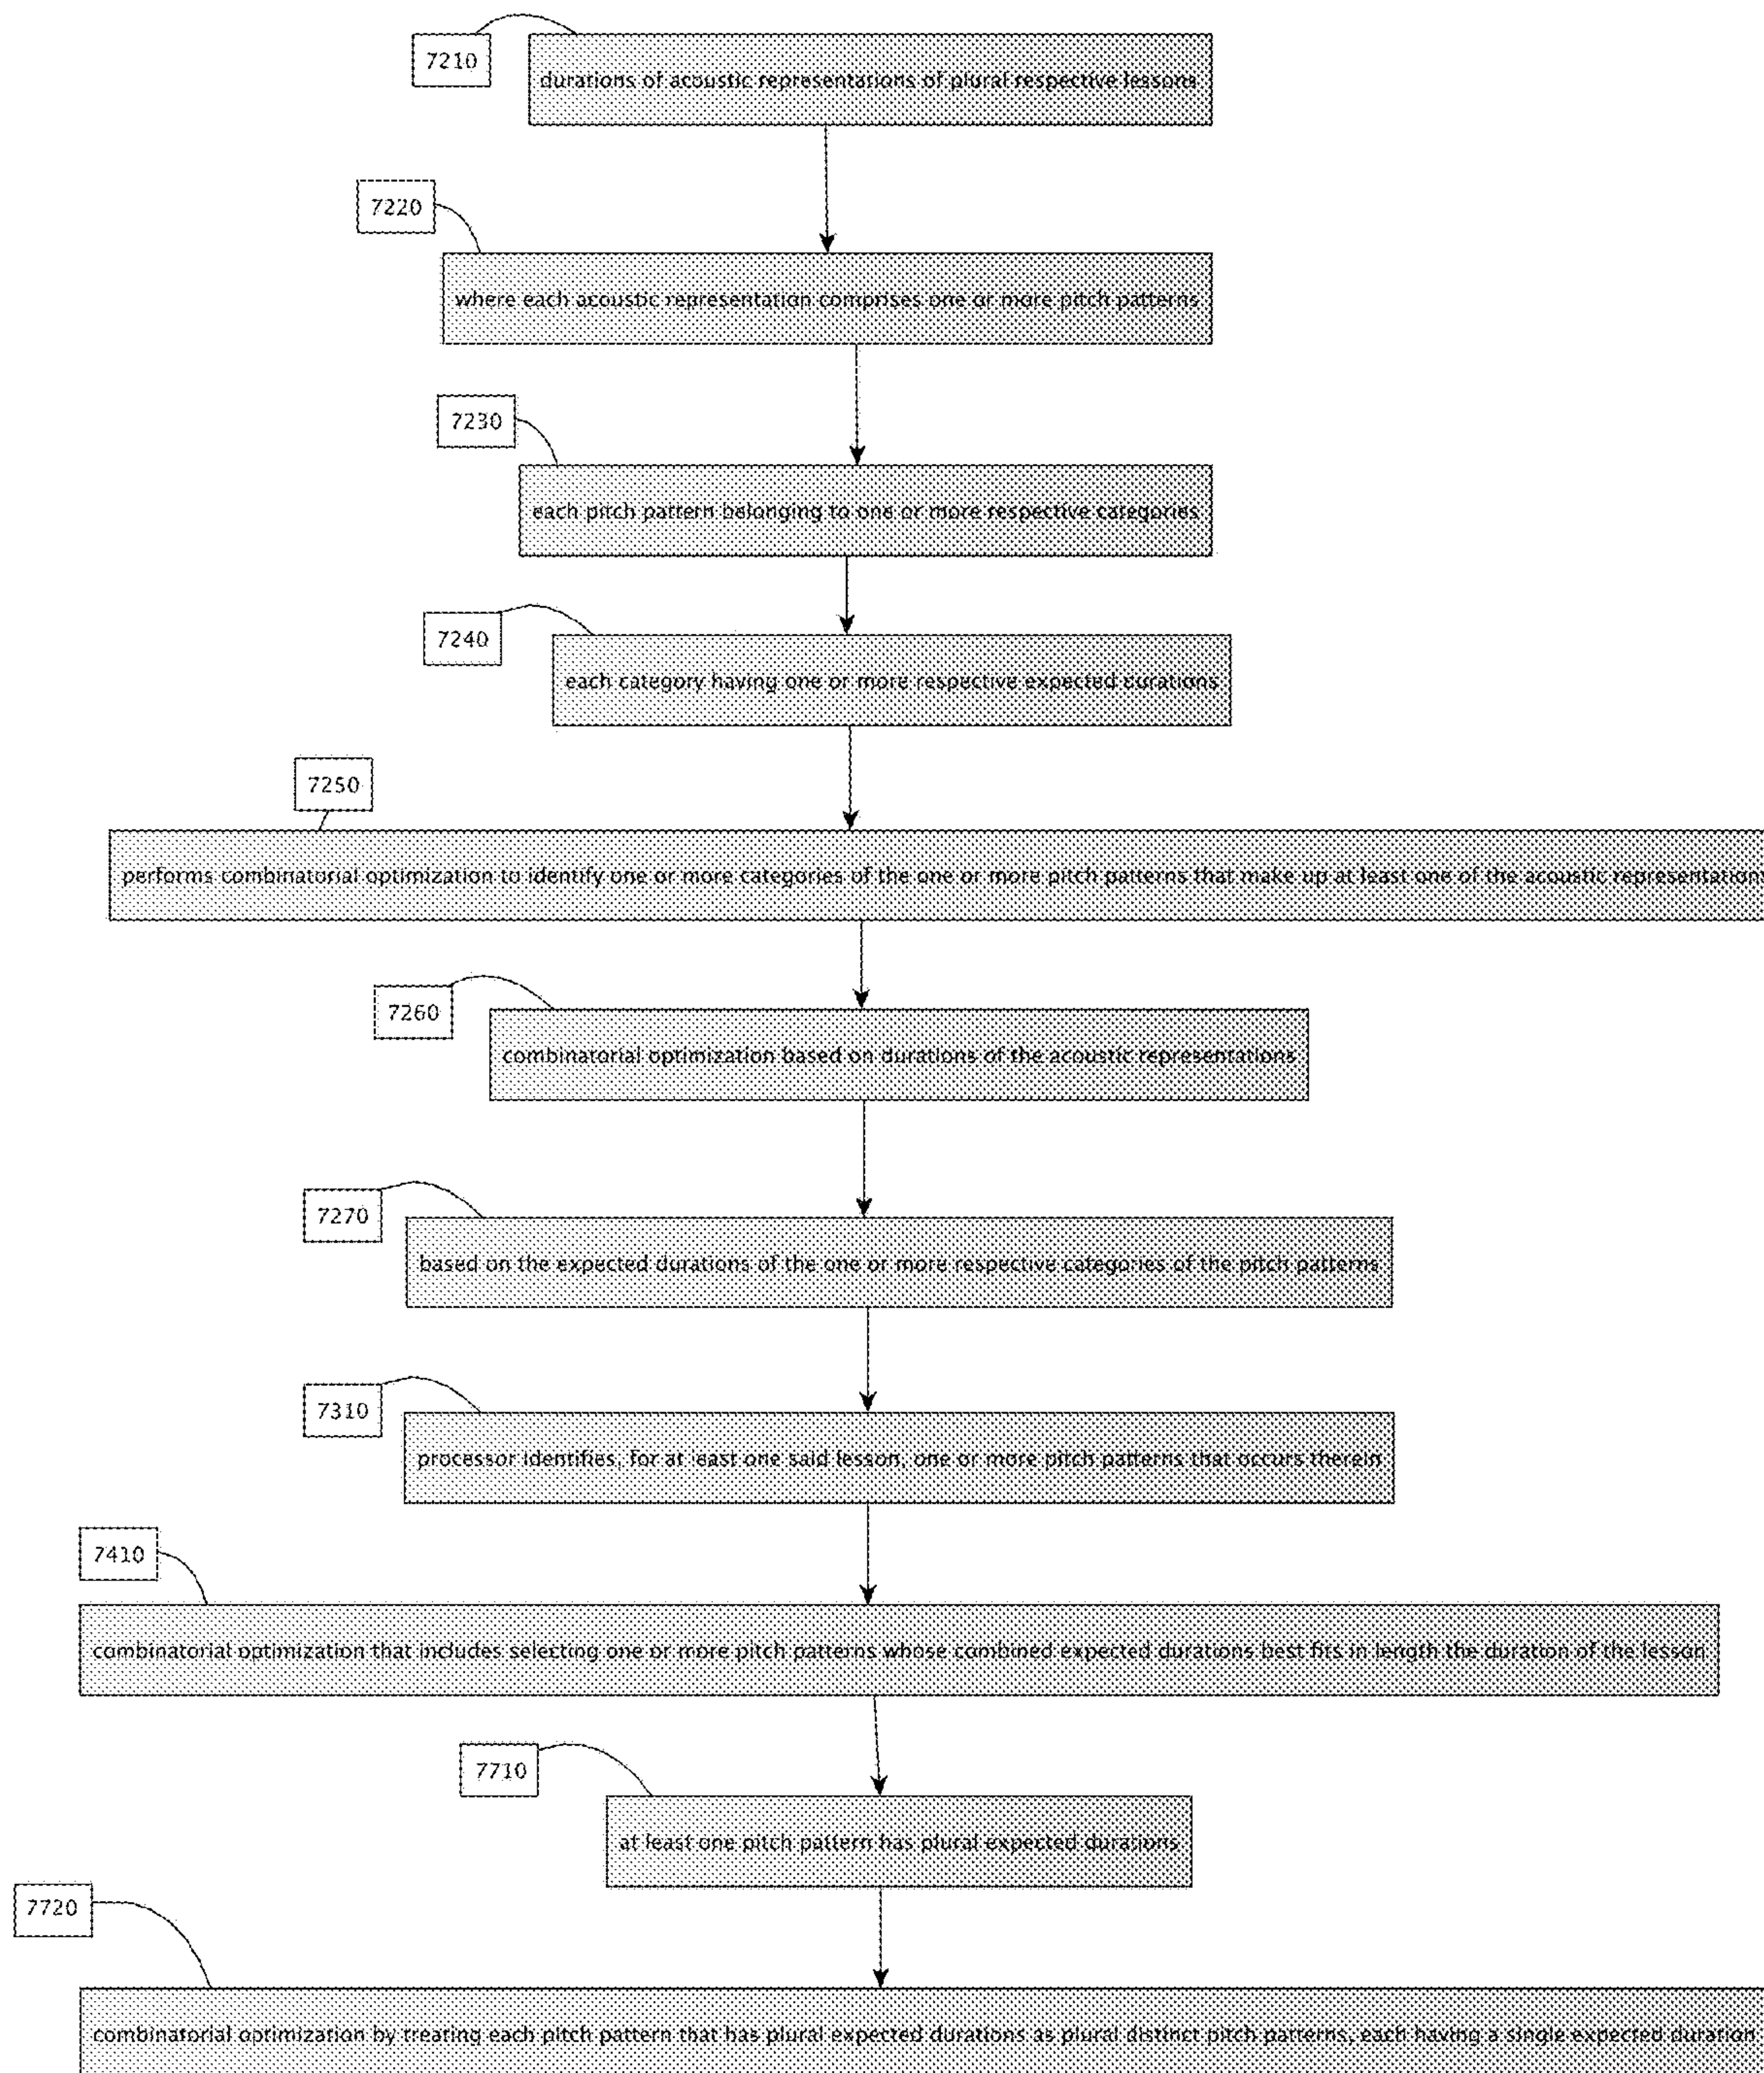 7210
durations of acoustic representations of plural respective lessons
7220
where each acoustic representation comprises one or more pitch patterns
7230
each pitch pattern belonging to one or more respective categories
7240
each category having one or more respective expected durations
7250
performs combinatorial optimization to identify one or more categories of the one or more pitch patterns that make up at least one of the acoustic representations
7260
combinatorial optimization based on durations of the acoustic representations
7270
based on the expected durations of the one or more respective categories of the pitch patterns
7310
processor identifies, for at least one said lesson, one or more pitch patterns that occurs therein
7410
combinatorial optimization that includes selecting one or more pitch patterns whose combined expected durations best fits in length the duration of the lesson
7710
at least one pitch pattern has plural expected durations
7720
combinatorial optimization by treating each pitch pattern that has plural expected durations as plural distinct pitch patterns, each having a single expected duration